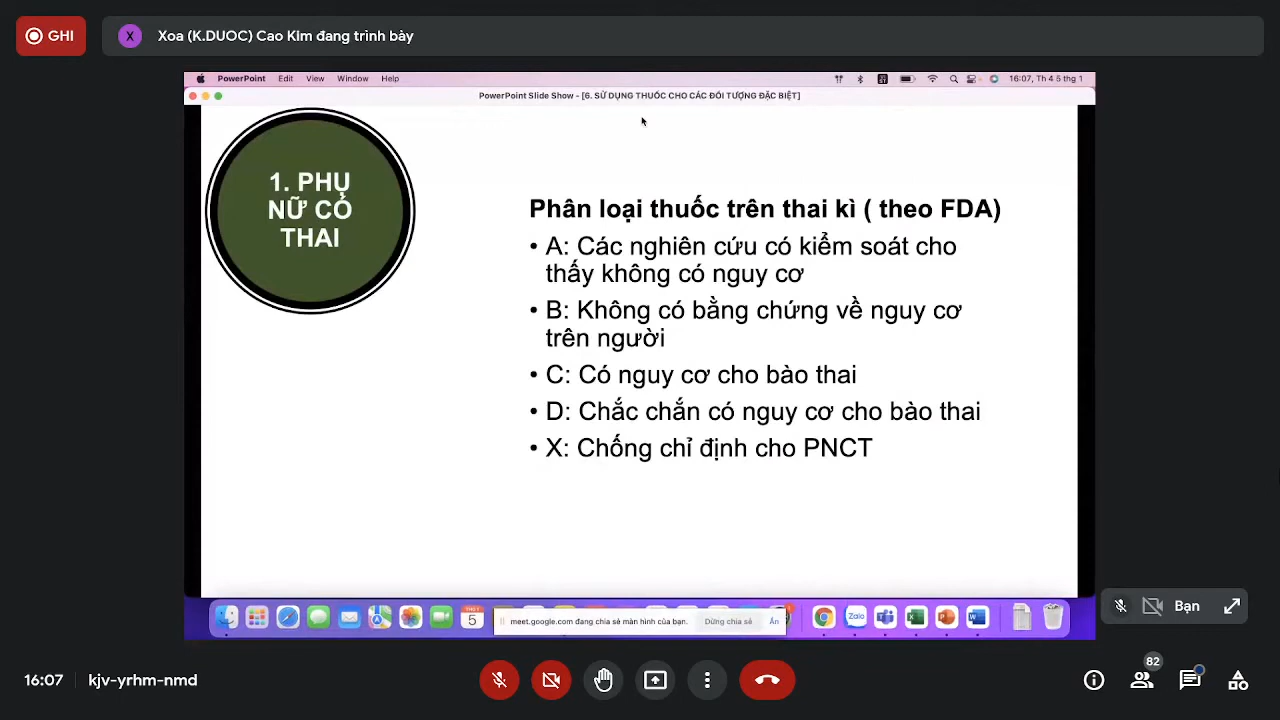 GHI
X
Xoa (K.DUOC) Cao Kim đang trình bày
PowerPoint Edit View Window Help
16:07, Th 4 5 thg 1
PowerPoint Slide Show - [6. SỬ DỤNG THUỐC CHO CÁC ĐỐI TƯỢNG ĐẶC BIỆT]
1. PHỤ
NỮ CÓ
THAI
Phân loại thuốc trên thai kì ( theo FDA)
• A: Các nghiên cứu có kiểm soát cho
thấy không có nguy cơ
• B: Không có bằng chứng về nguy cơ
trên người
• C: Có nguy cơ cho bào thai
• D: Chắc chắn có nguy cơ cho bào thai
• X: Chống chỉ định cho PNCT
5
meet.google.com đang chia sẻ màn hình của bạn.
Dừng chia sẻ
Ẩn
Zalo
Bạn
16:07
kjv-yrhm-nmd
82